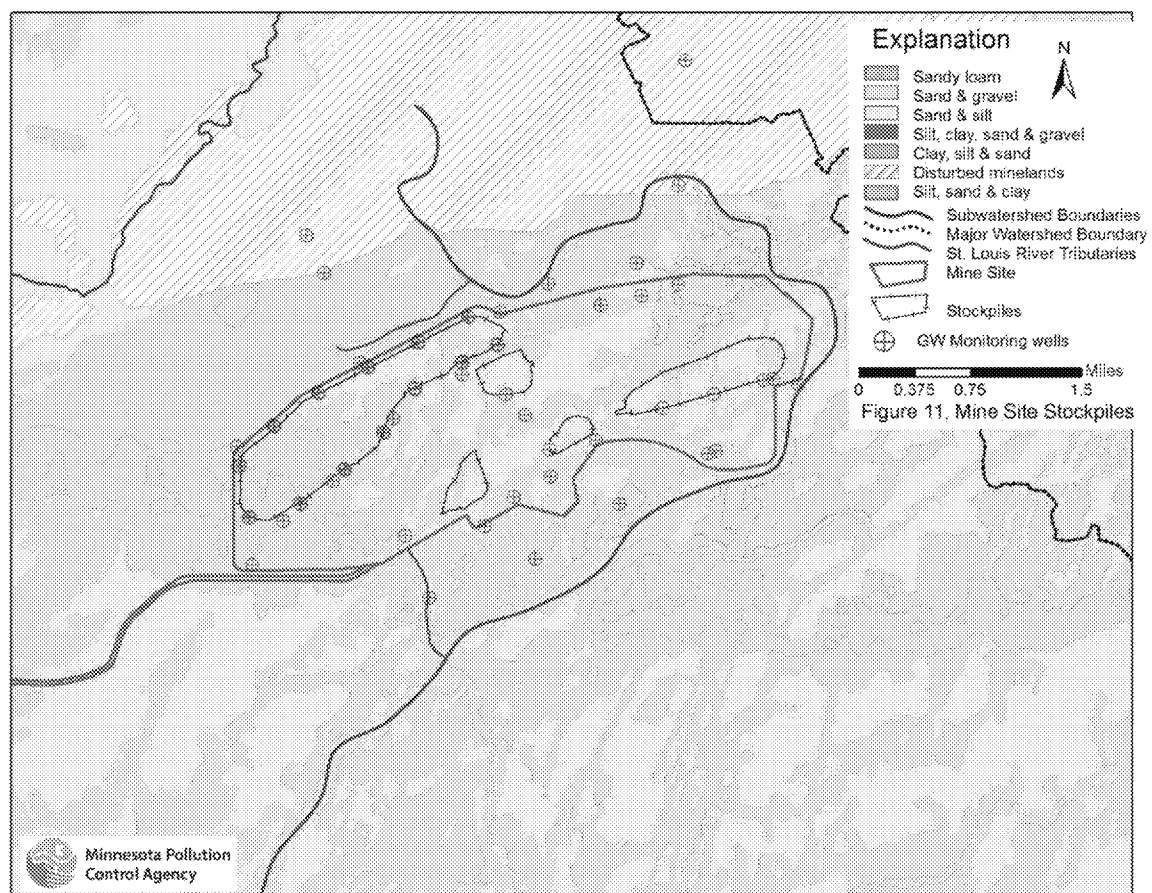 Explanation
N
Sandy loam
Sand & gravel
Sand & silt
Silt, clay, sand & gravel
Clay, silt & sand
Disturbed minelands
Silt, sand & clay
Subwatershed Boundaries
Major Watershed Boundary
St. Louis River Tributaries
Mine Site
Stockpiles
GW Monitoring wells
Miles
0 0.375 0.75 1.5
Figure 11. Mine Site Stockpiles
Minnesota Pollution
Control Agency